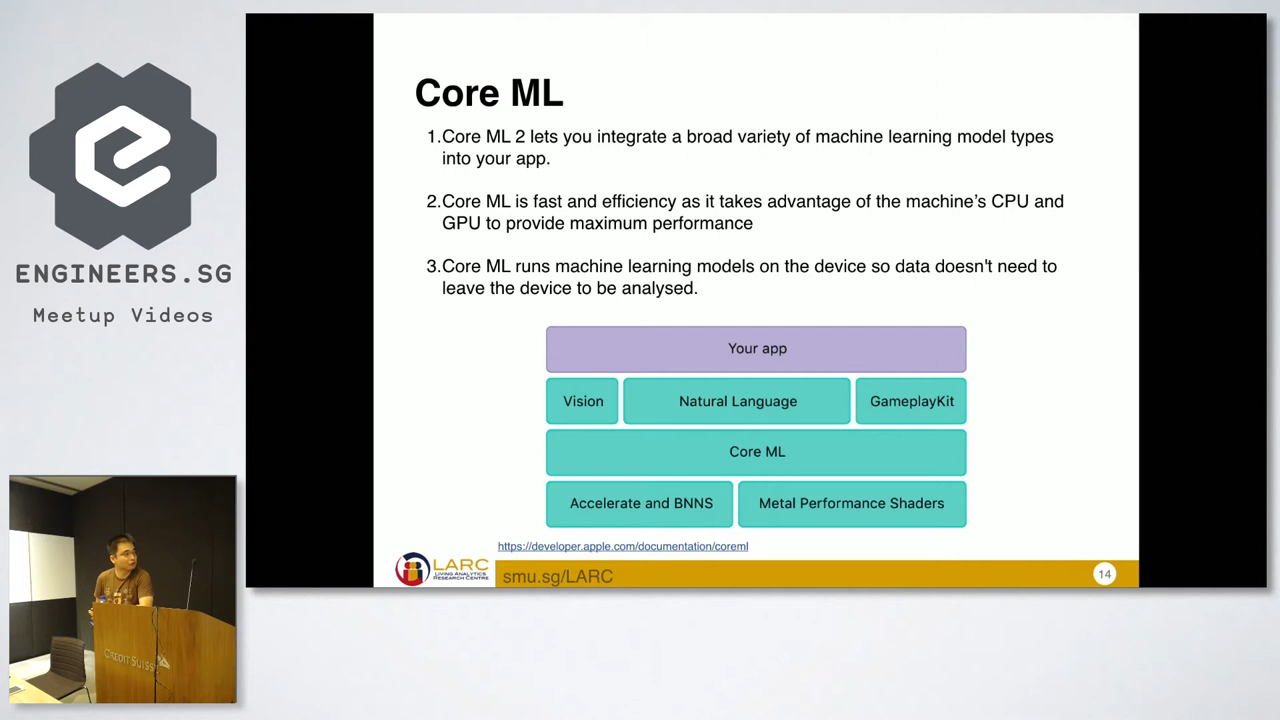 Core ML
1.Core ML 2 lets you integrate a broad variety of machine learning model types
into your app.
2.Core ML is fast and efficiency as it takes advantage of the machine's CPU and
GPU to provide maximum performance
3.Core ML runs machine learning models on the device so data doesn't need to
leave the device to be analysed.
Your app
Vision Natural Language GameplayKit
Core ML
Accelerate and BNNS Metal Performance Shaders
https://developer.apple.com/documentation/coreml
LARC
LIVING ANALYTICS
RESEARCH CENTRE
smu.sg/LARC
14
ENGINEERS.SG
Meetup Videos
CREDIT SUISSE